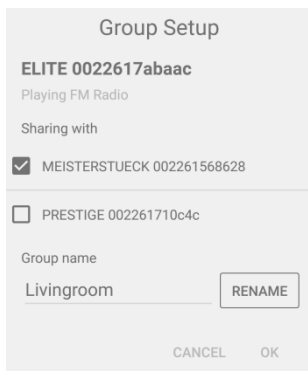 Group Setup
ELITE 0022617abaac
Playing FM Radio
Sharing with
MEISTERSTUECK 002261568628
PRESTIGE 002261710c4c
Group name
Livingroom
RENAME
CANCEL OK